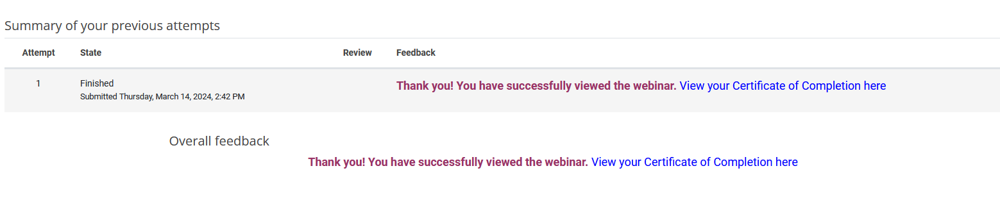 Summary of your previous attempts
Attempt State Review Feedback
1 Finished Thank you! You have successfully viewed the webinar. View your Certificate of Completion here
Submitted Thursday, March 14, 2024, 2:42 PM
Overall feedback
Thank you! You have successfully viewed the webinar. View your Certificate of Completion here